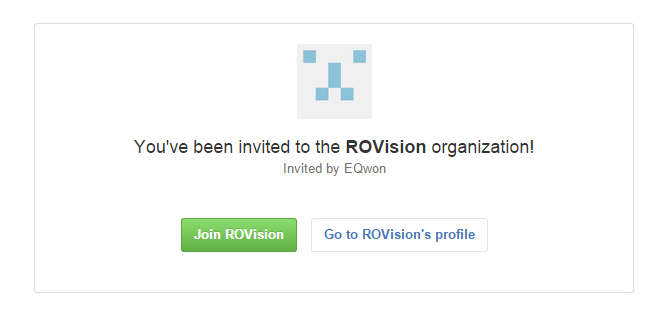 You've been invited to the ROVision organization!
Invited by EQwon
Join ROVision
Go to ROVision's profile